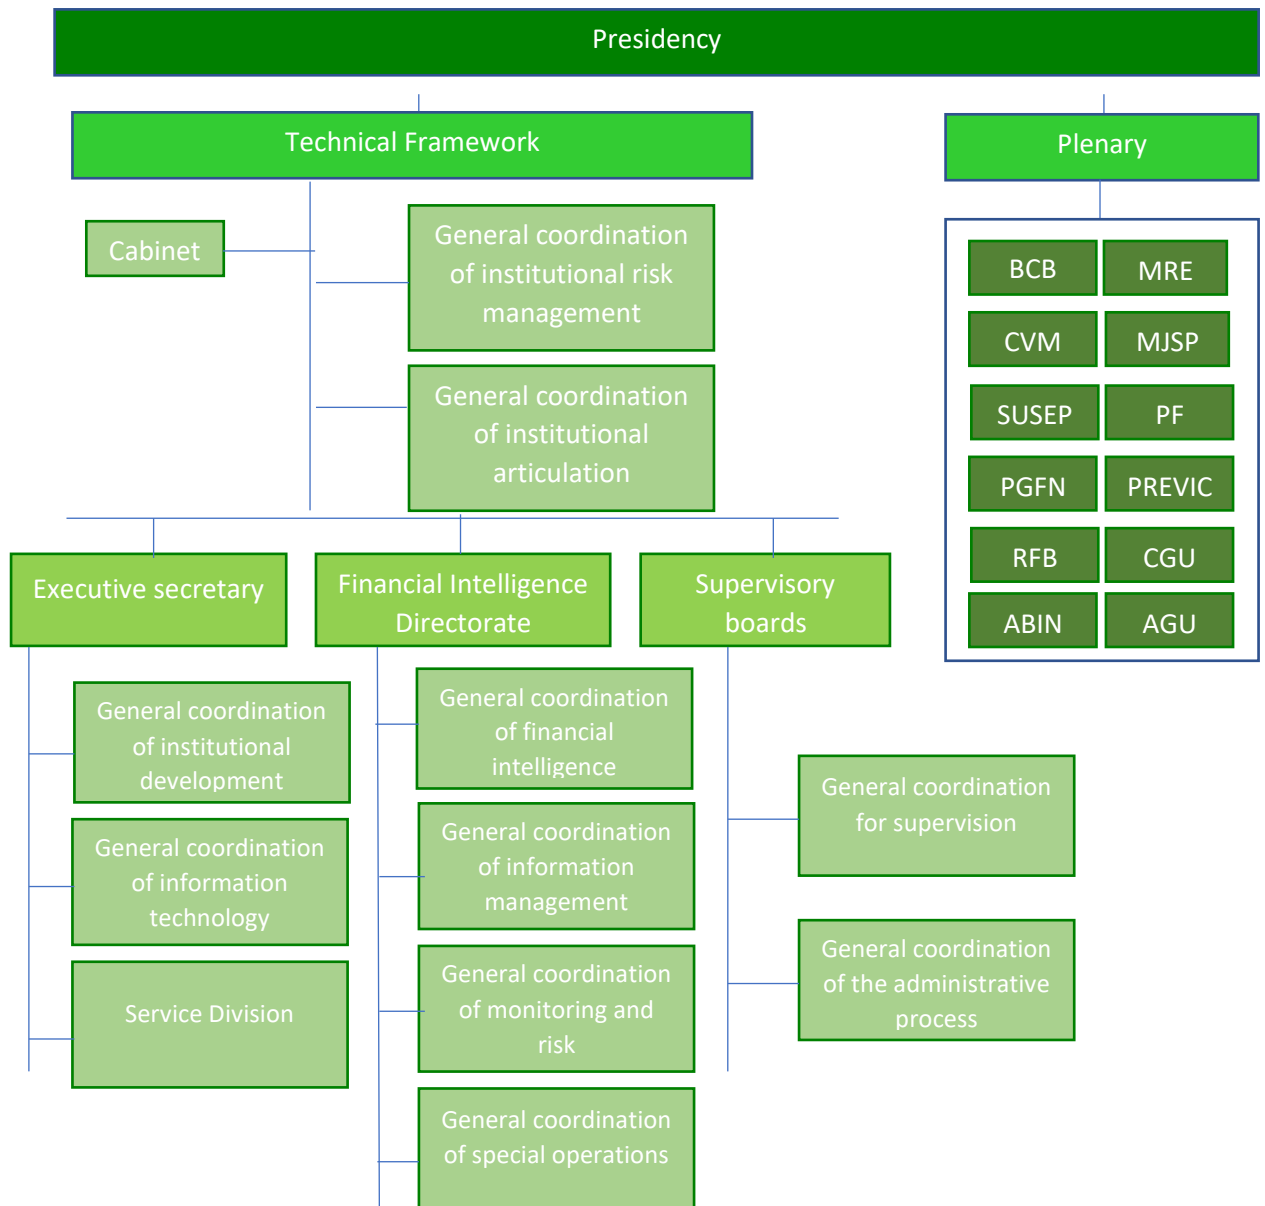 Presidency
Technical Framework
Plenary
Cabinet
General coordination
of institutional risk
management
General coordination
of institutional
articulation
BCB
MRE
CVM
MJSP
SUSEP
PF
PGFN
PREVIC
RFB
CGU
ABIN
AGU
Executive secretary
Financial Intelligence
Directorate
Supervisory
boards
General coordination
of institutional
development
General coordination
of information
technology
Service Division
General coordination
of financial
intelligence
General coordination
of information
management
General coordination
of monitoring and
risk
General coordination
of special operations
General coordination
for supervision
General coordination
of the administrative
process